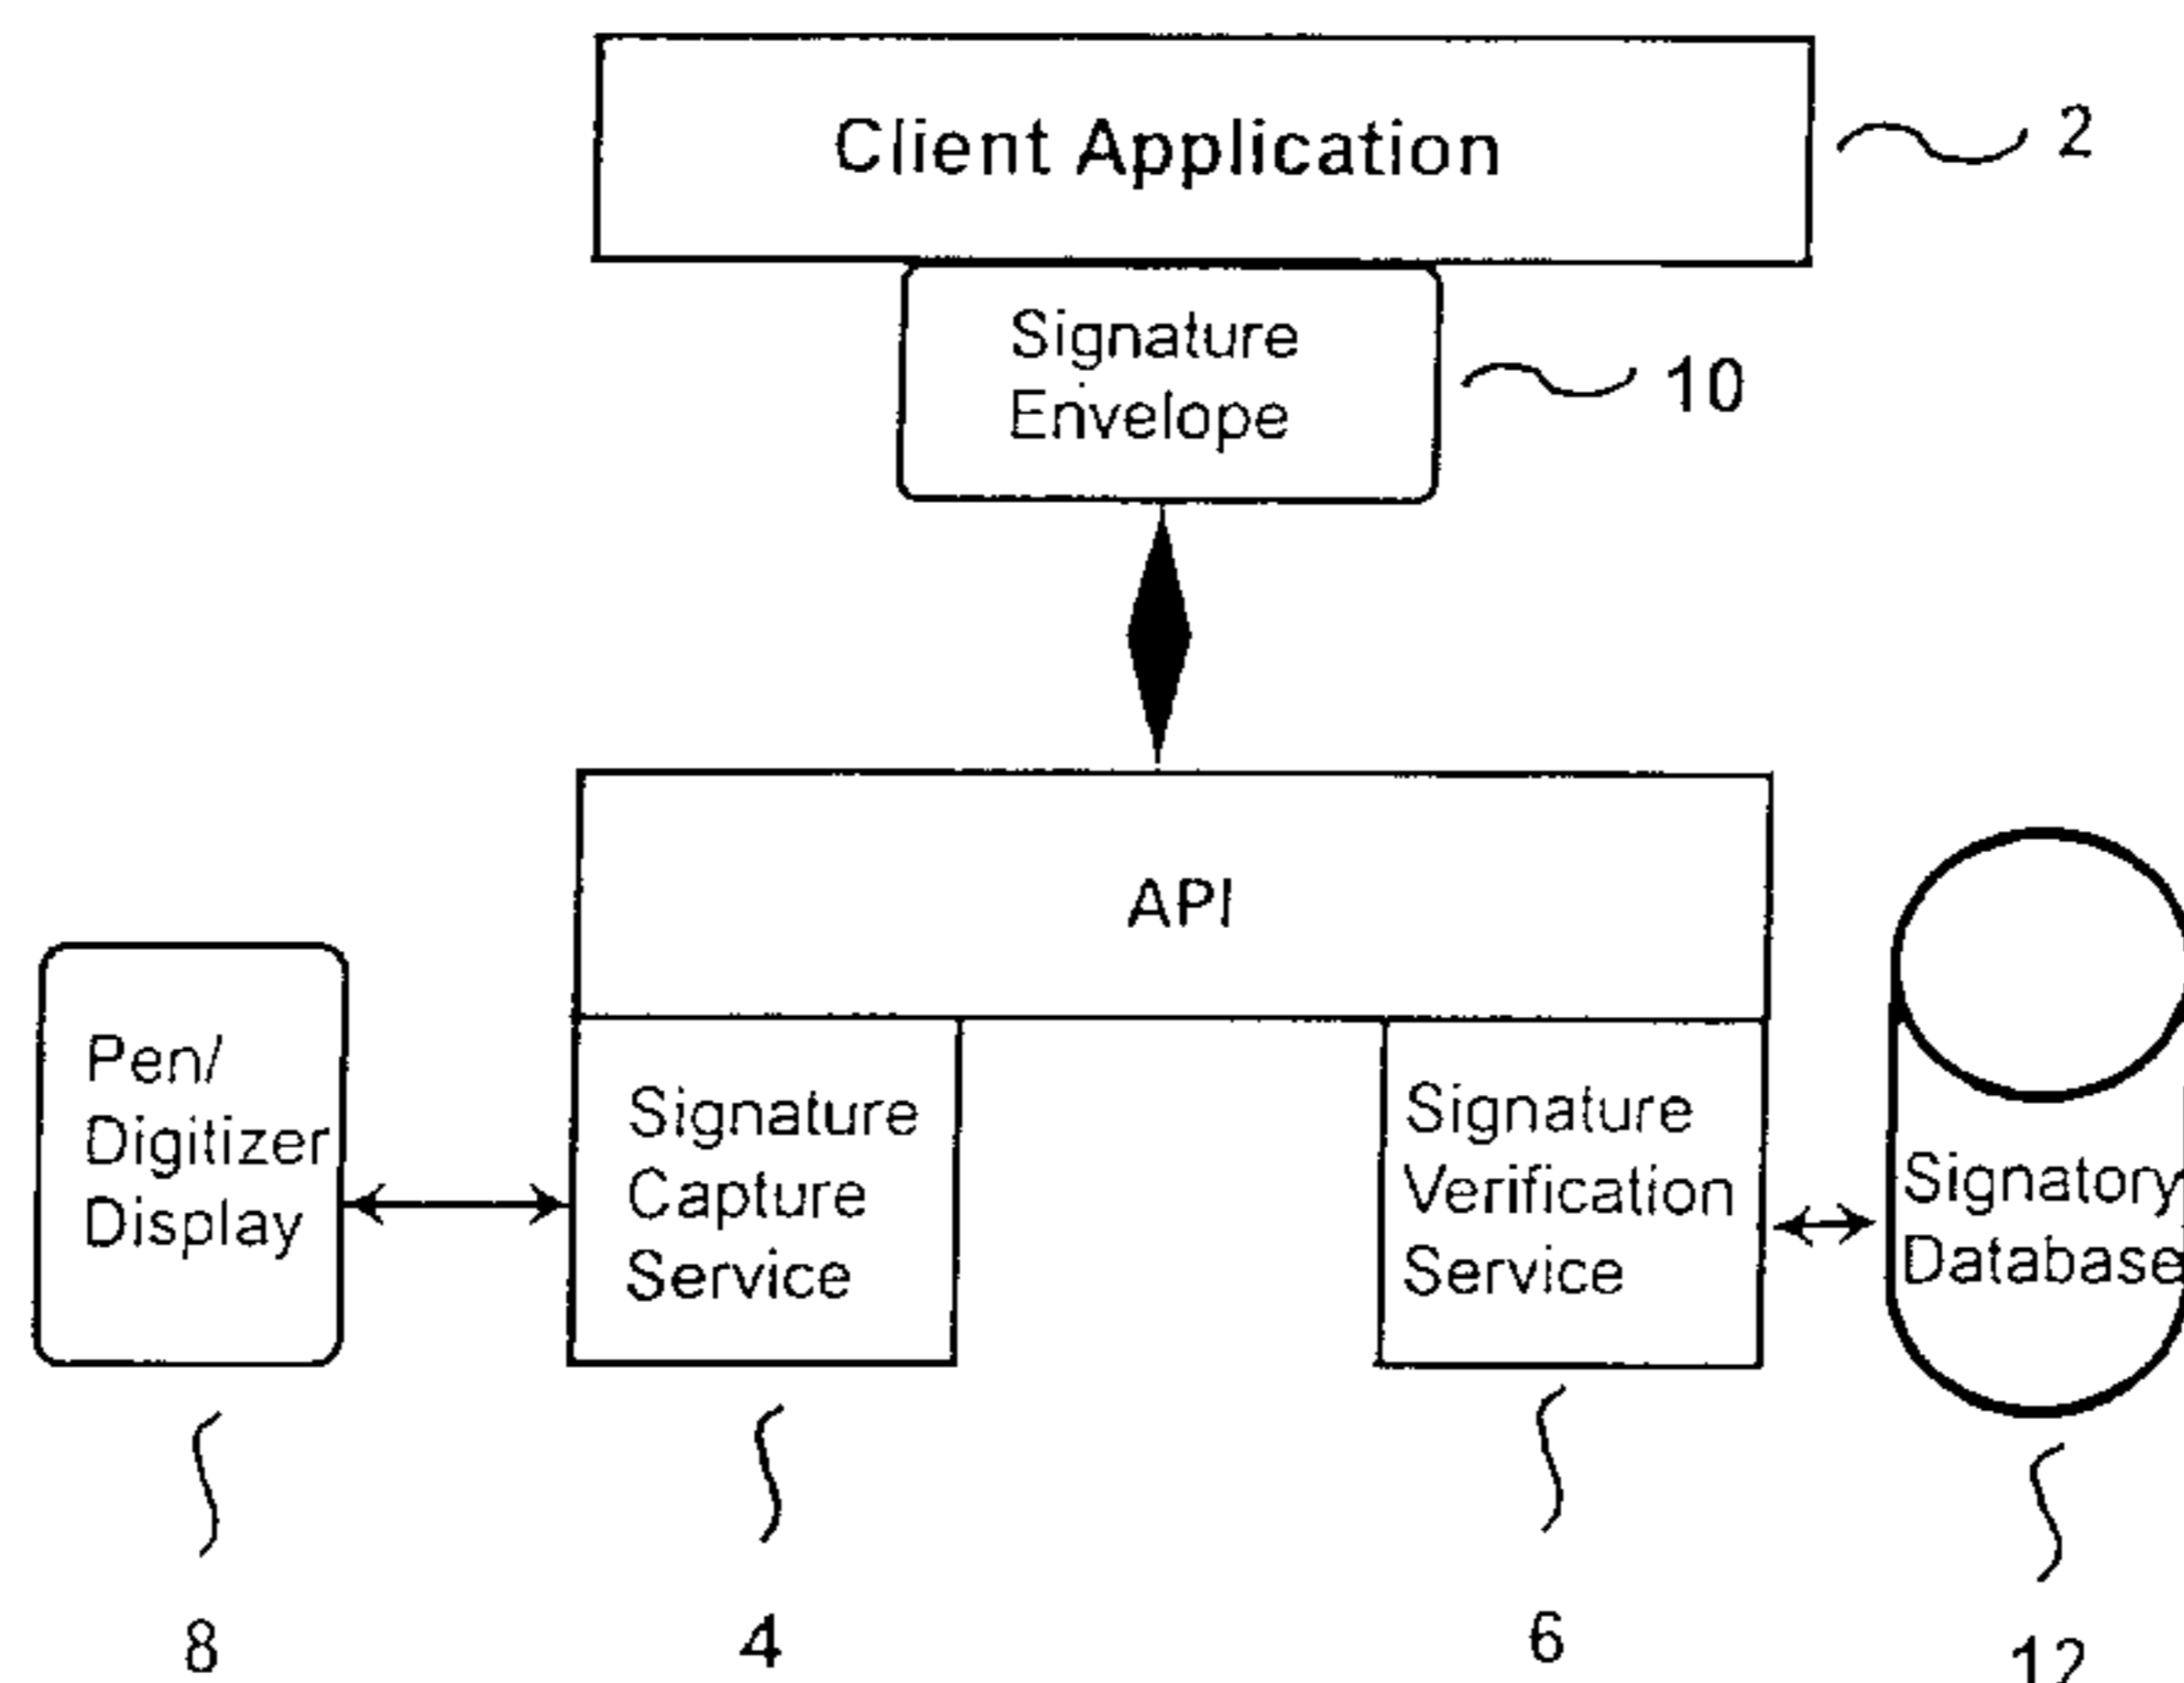 Client Application
2
Signature
Envelope
10
API
Pen/
Digitizer
Display
Signature
Capture
Service
Signature
Verification
Service
Signatory
Database
8
4
6
12